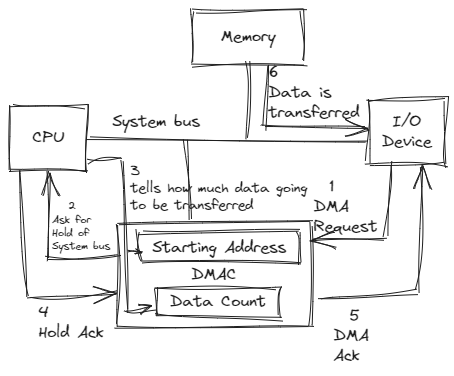 Memory
6
Data is
transferred
System bus
CPU
I/O
Device
3
tells how much data going
to be transferred
1
DMA
Request
2
Ask for
Hold of
System bus
Starting Address
DMAC
Data Count
4
Hold Ack
5
DMA
Ack